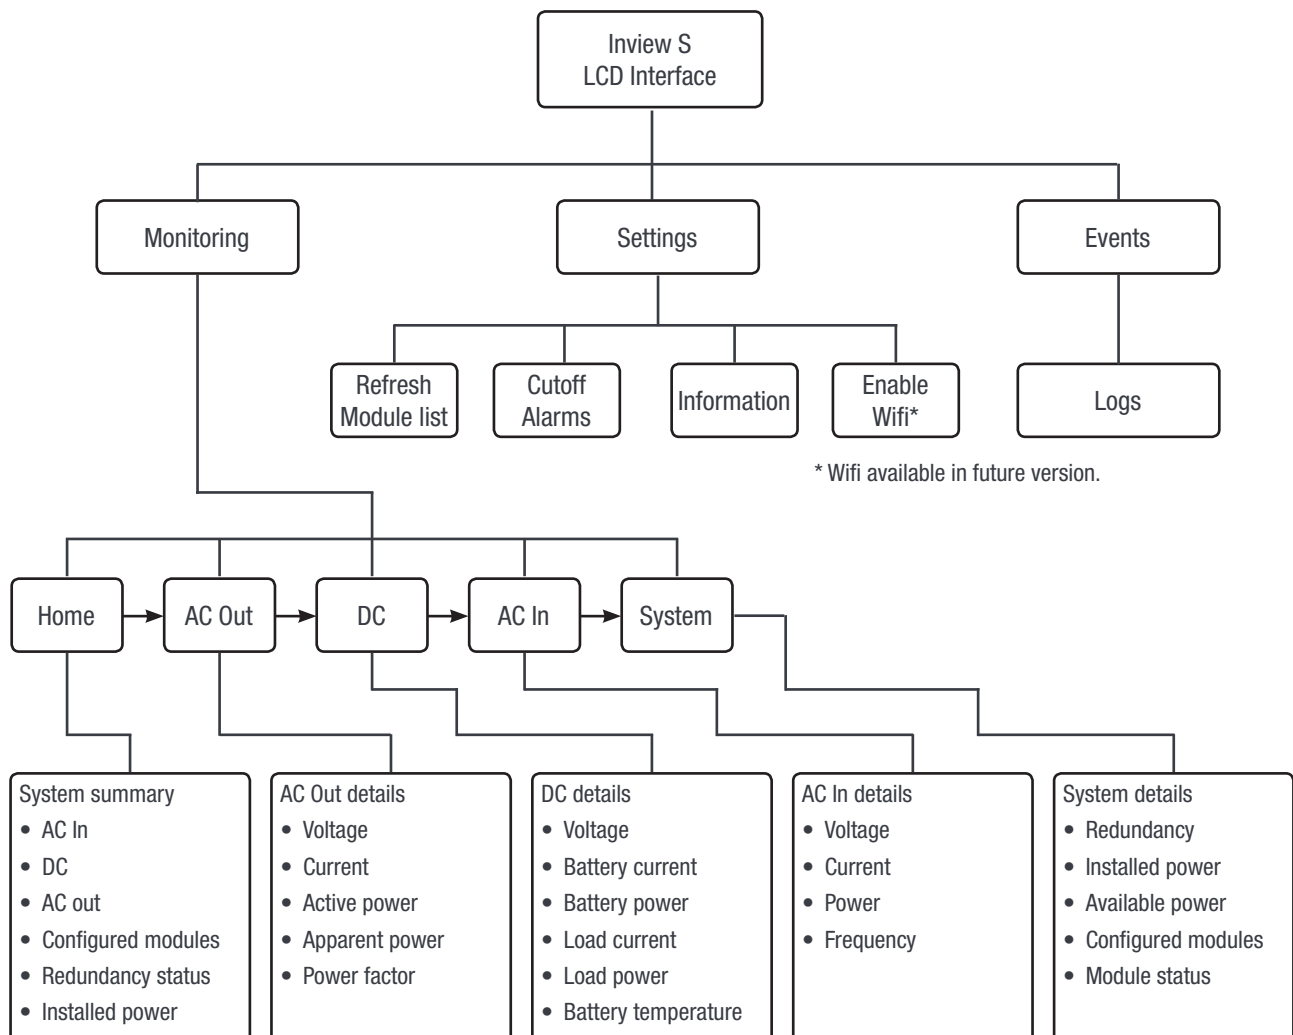 Inview S
LCD Interface
Monitoring
Settings
Events
Refresh
Module list
Cutoff
Alarms
Information
Enable
Wifi*
Logs
* Wifi available in future version.
Home
AC Out
DC
AC In
System
System summary
• AC In
• DC
• AC out
• Configured modules
• Redundancy status
• Installed power
AC Out details
• Voltage
• Current
• Active power
• Apparent power
• Power factor
DC details
• Voltage
• Battery current
• Battery power
• Load current
• Load power
• Battery temperature
AC In details
• Voltage
• Current
• Power
• Frequency
System details
• Redundancy
• Installed power
• Available power
• Configured modules
• Module status